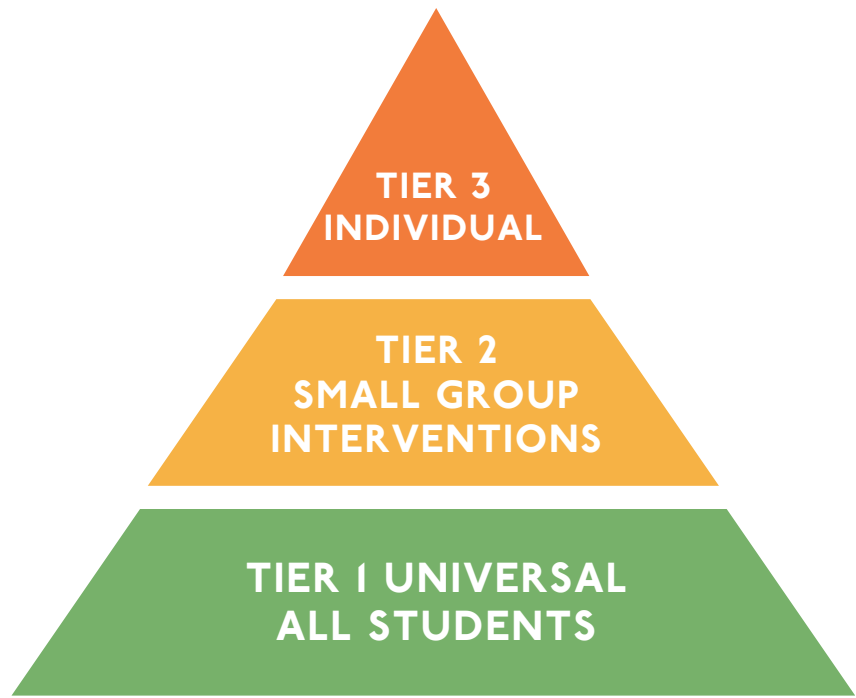 TIER 3
INDIVIDUAL
TIER 2
SMALL GROUP
INTERVENTIONS
TIER 1 UNIVERSAL
ALL STUDENTS